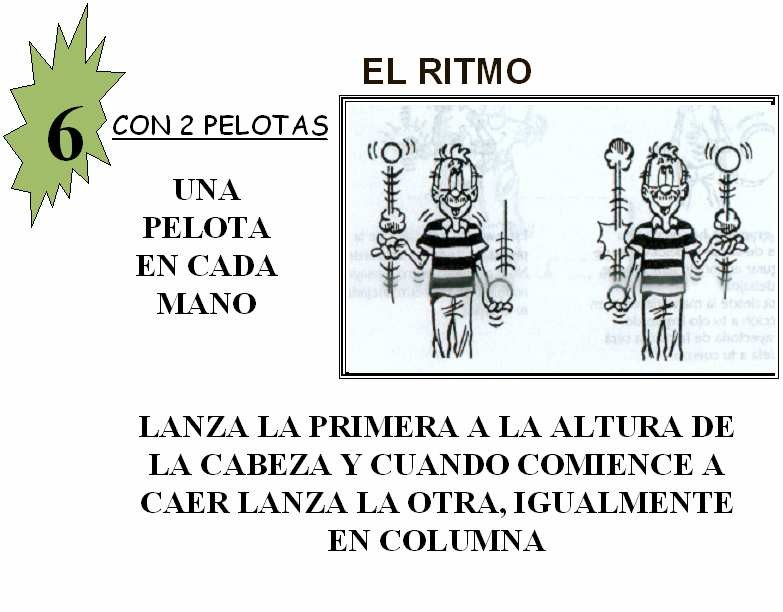 EL RITMO
6
CON 2 PELOTAS
UNA
PELOTA
EN CADA
MANO
LANZA LA PRIMERA A LA ALTURA DE
LA CABEZA Y CUANDO COMIENCE A
CAER LANZA LA OTRA, IGUALMENTE
EN COLUMNA